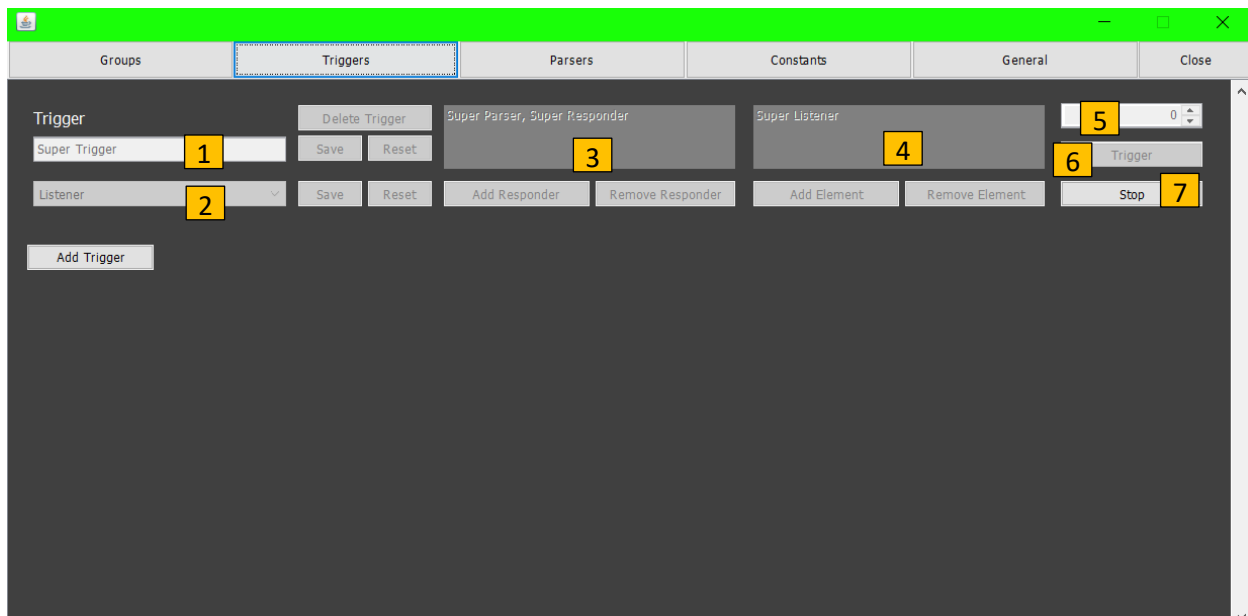 Groups Triggers Parsers Constants General Close
Trigger Delete Trigger Super Parser, Super Responder Super Listener 5 0
Super Trigger 1 Save Reset 3 4 6 Trigger
Listener 2 Save Reset Add Responder Remove Responder Add Element Remove Element Stop 7
Add Trigger